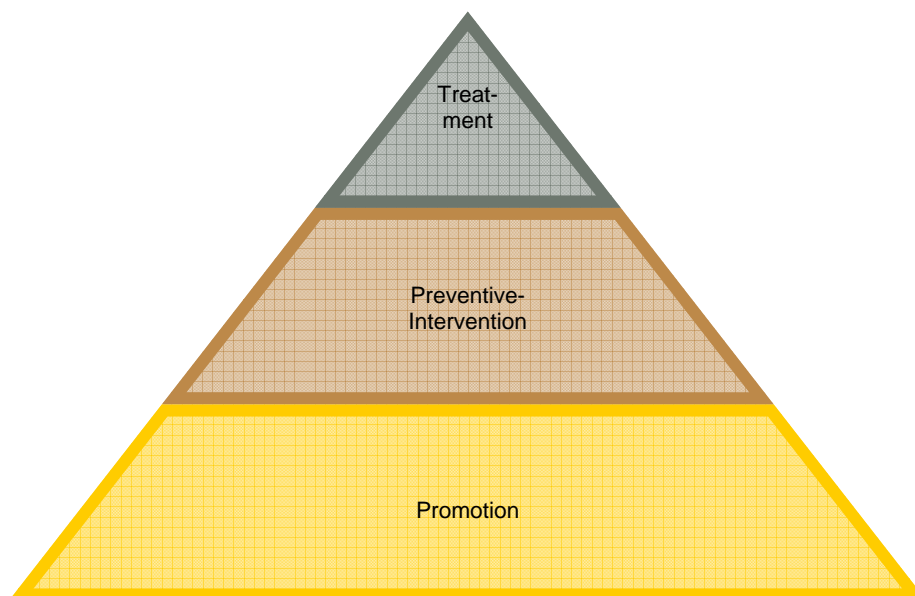 Treat-
ment
Preventive-
Intervention
Promotion